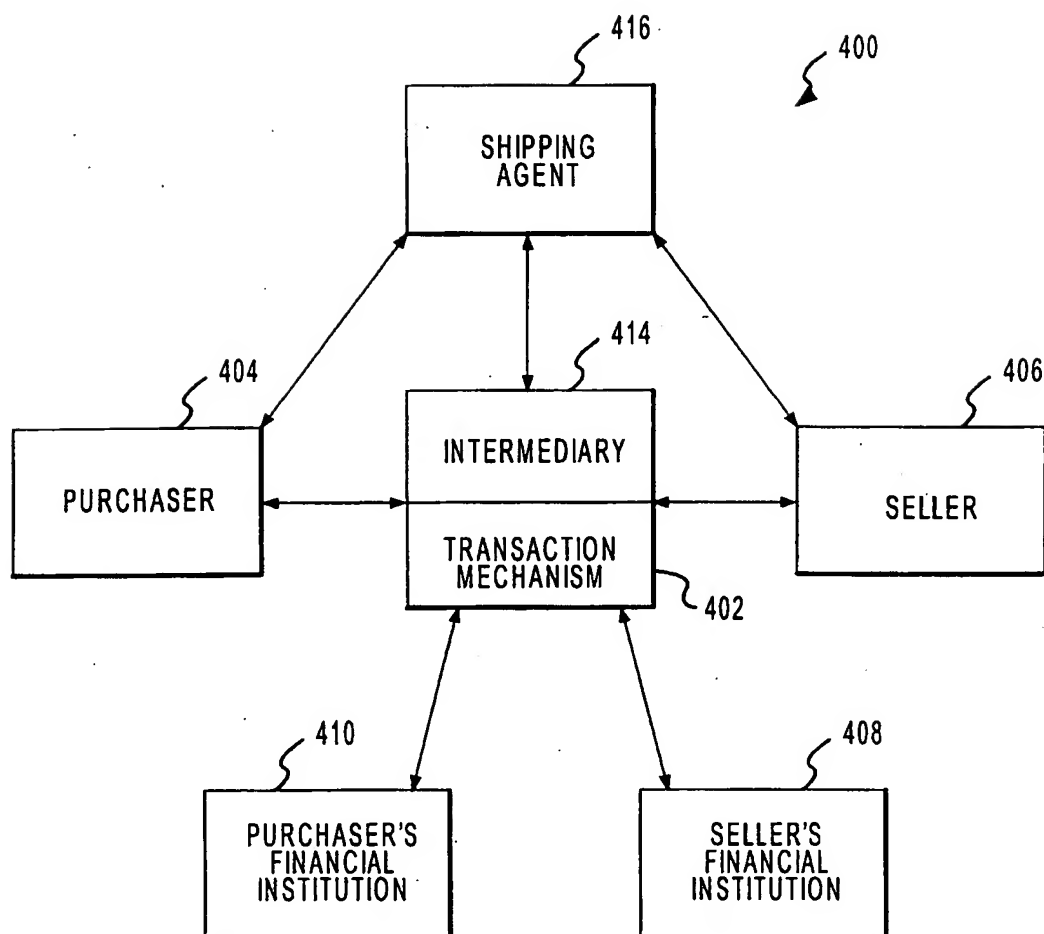 416
400
SHIPPING
AGENT
414
404
406
INTERMEDIARY
PURCHASER
SELLER
TRANSACTION
MECHANISM
402
410
408
PURCHASER'S
FINANCIAL
INSTITUTION
SELLER'S
FINANCIAL
INSTITUTION